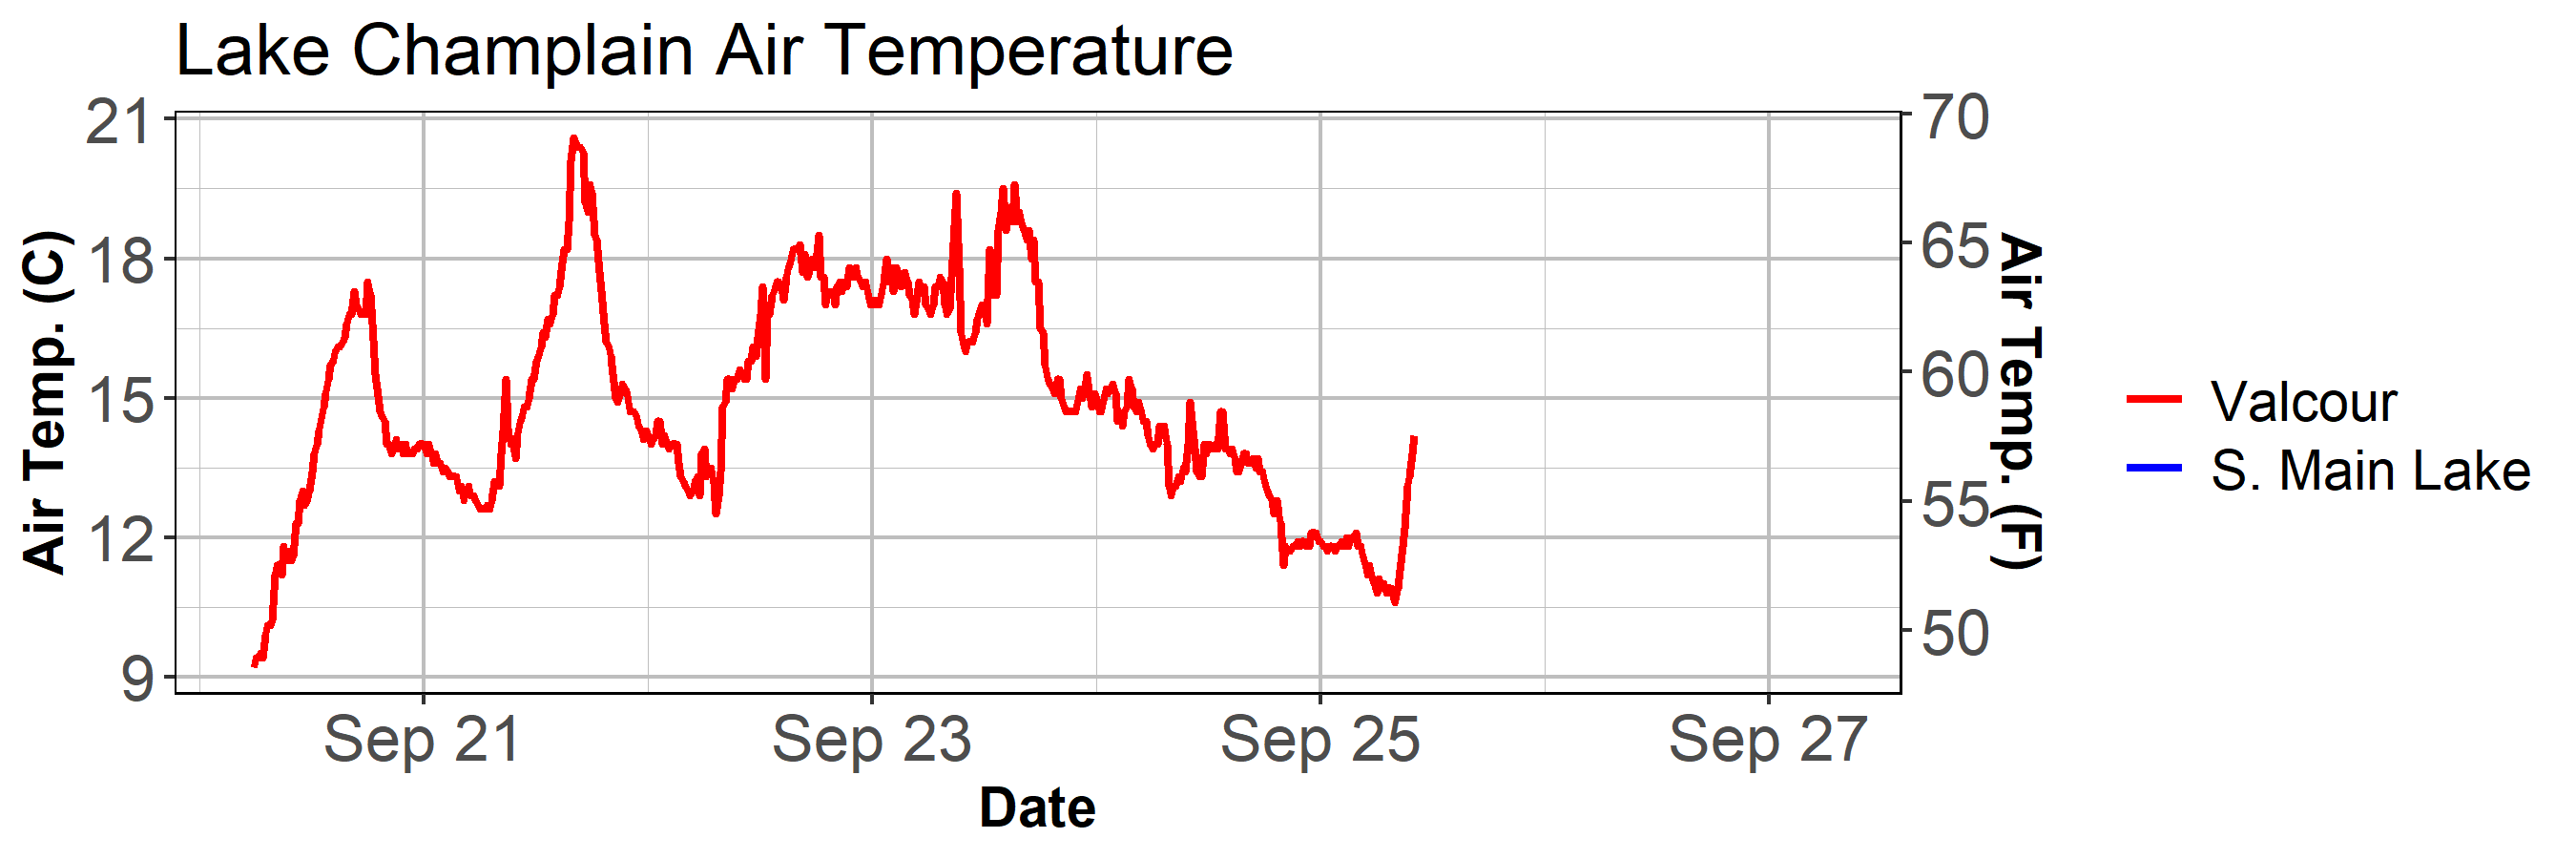 Lake Champlain Air Temperature
Air Temp. (C)
21
18
15
12
9
70
65
60
55
50
Air Temp. (F)
Sep 21
Sep 23
Sep 25
Sep 27
Date
Valcour
S. Main Lake